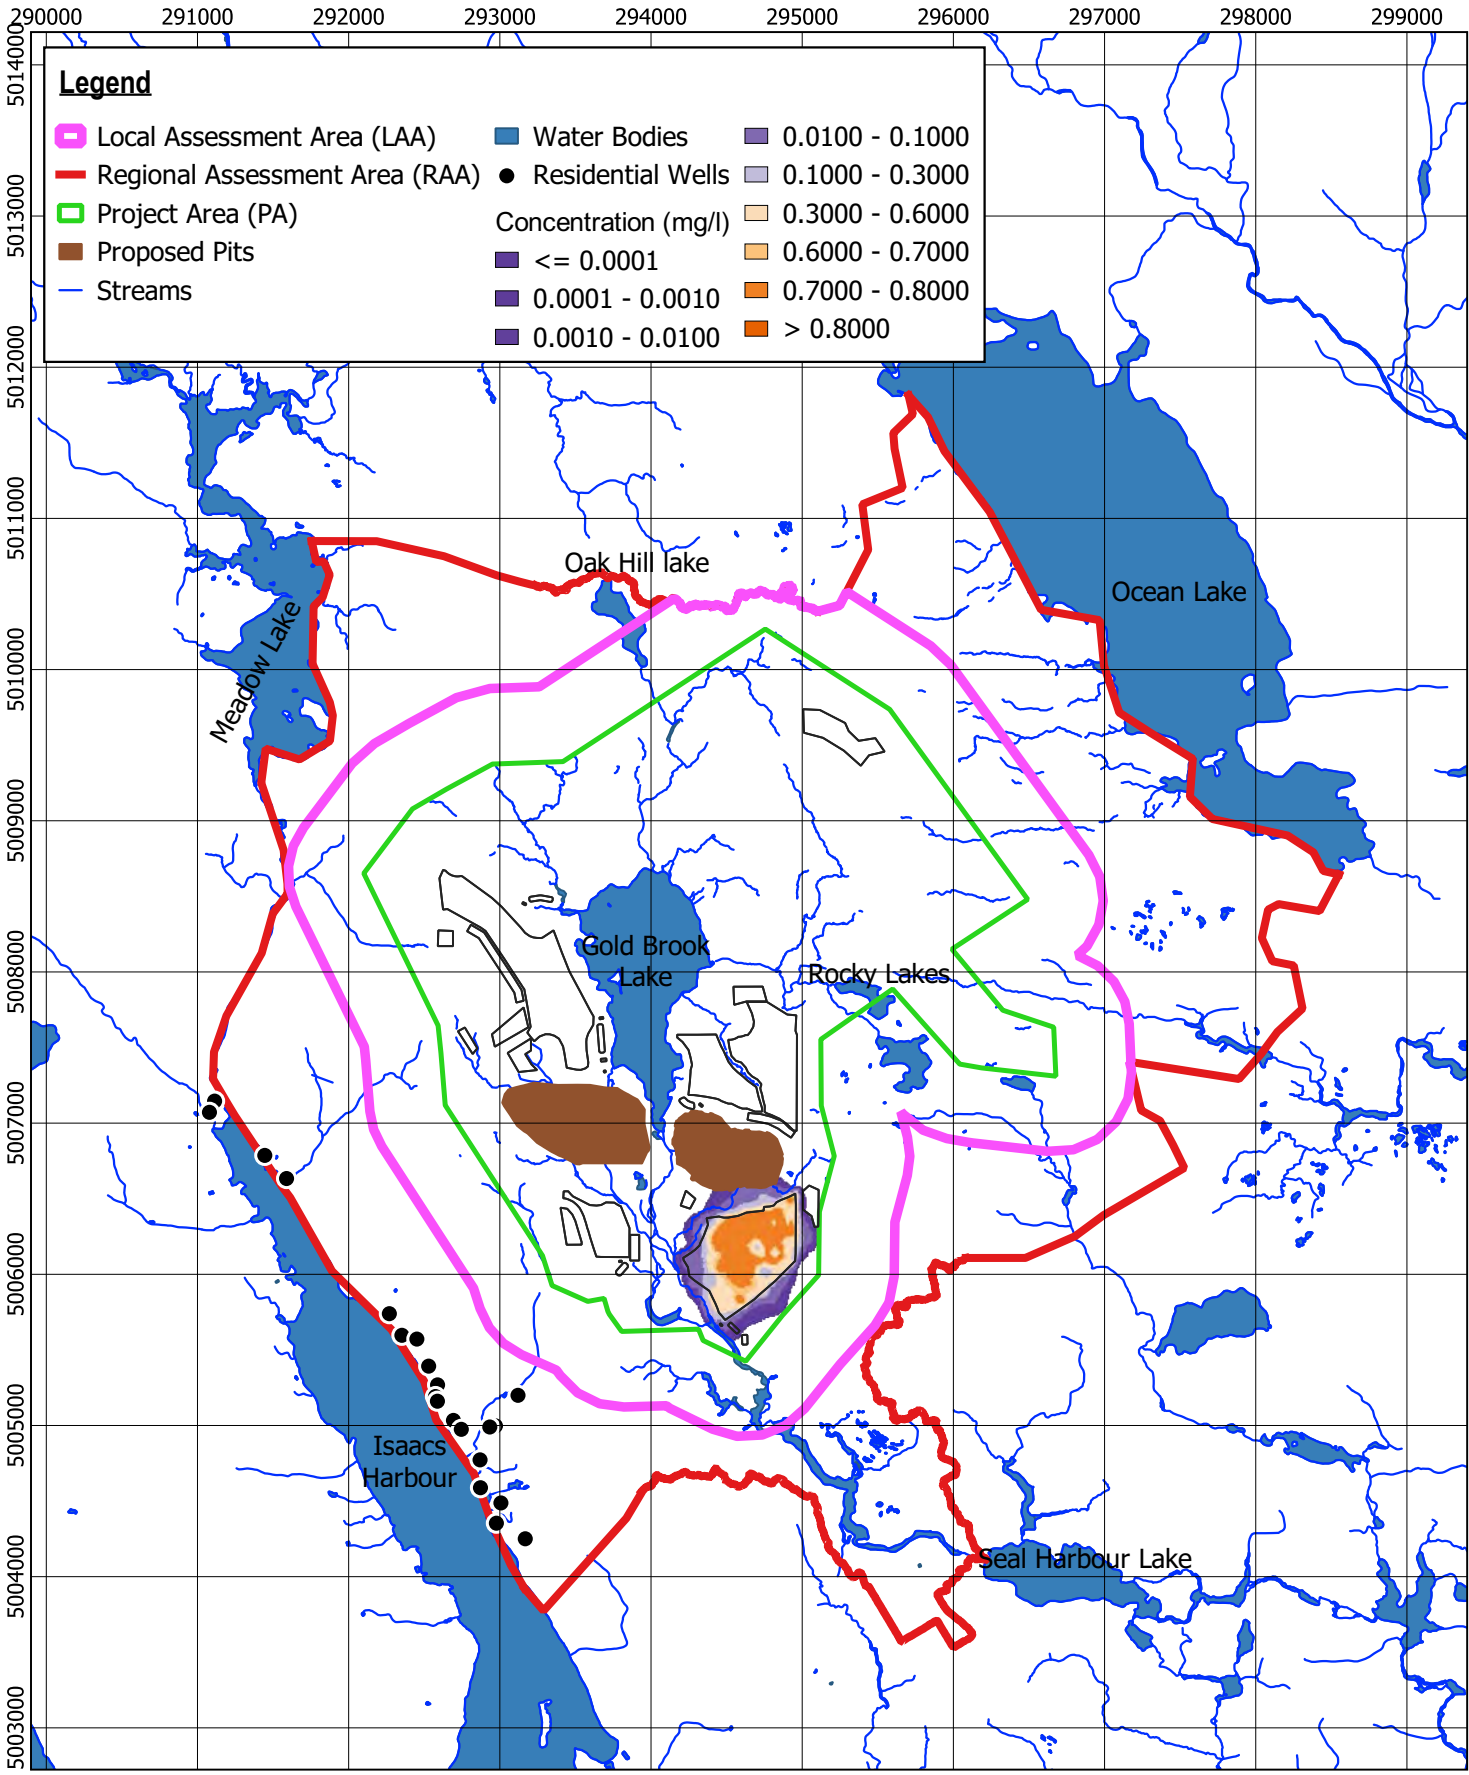 290000 291000 292000 293000 294000 295000 296000 297000 298000 299000
5014000
5013000
5012000
5011000
5010000
5009000
5008000
5007000
5006000
5005000
5004000
5003000
Legend
Local Assessment Area (LAA)
Regional Assessment Area (RAA)
Project Area (PA)
Proposed Pits
Streams
Water Bodies
Residential Wells
Concentration (mg/l)
<= 0.0001
0.0001 - 0.0010
0.0010 - 0.0100
0.0100 - 0.1000
0.1000 - 0.3000
0.3000 - 0.6000
0.6000 - 0.7000
0.7000 - 0.8000
> 0.8000
Oak Hill lake
Ocean Lake
Meadow Lake
Gold Brook
Lake
Rocky Lakes
Isaacs
Harbour
Seal Harbour Lake